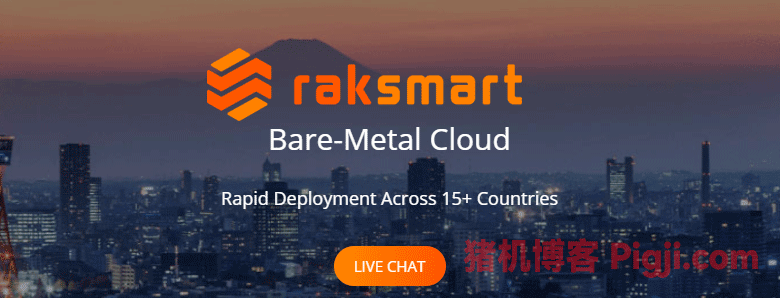 raksmart
Bare-Metal Cloud
Rapid Deployment Across 15+ Countries
LIVE CHAT
猪机博客 Pigji.com